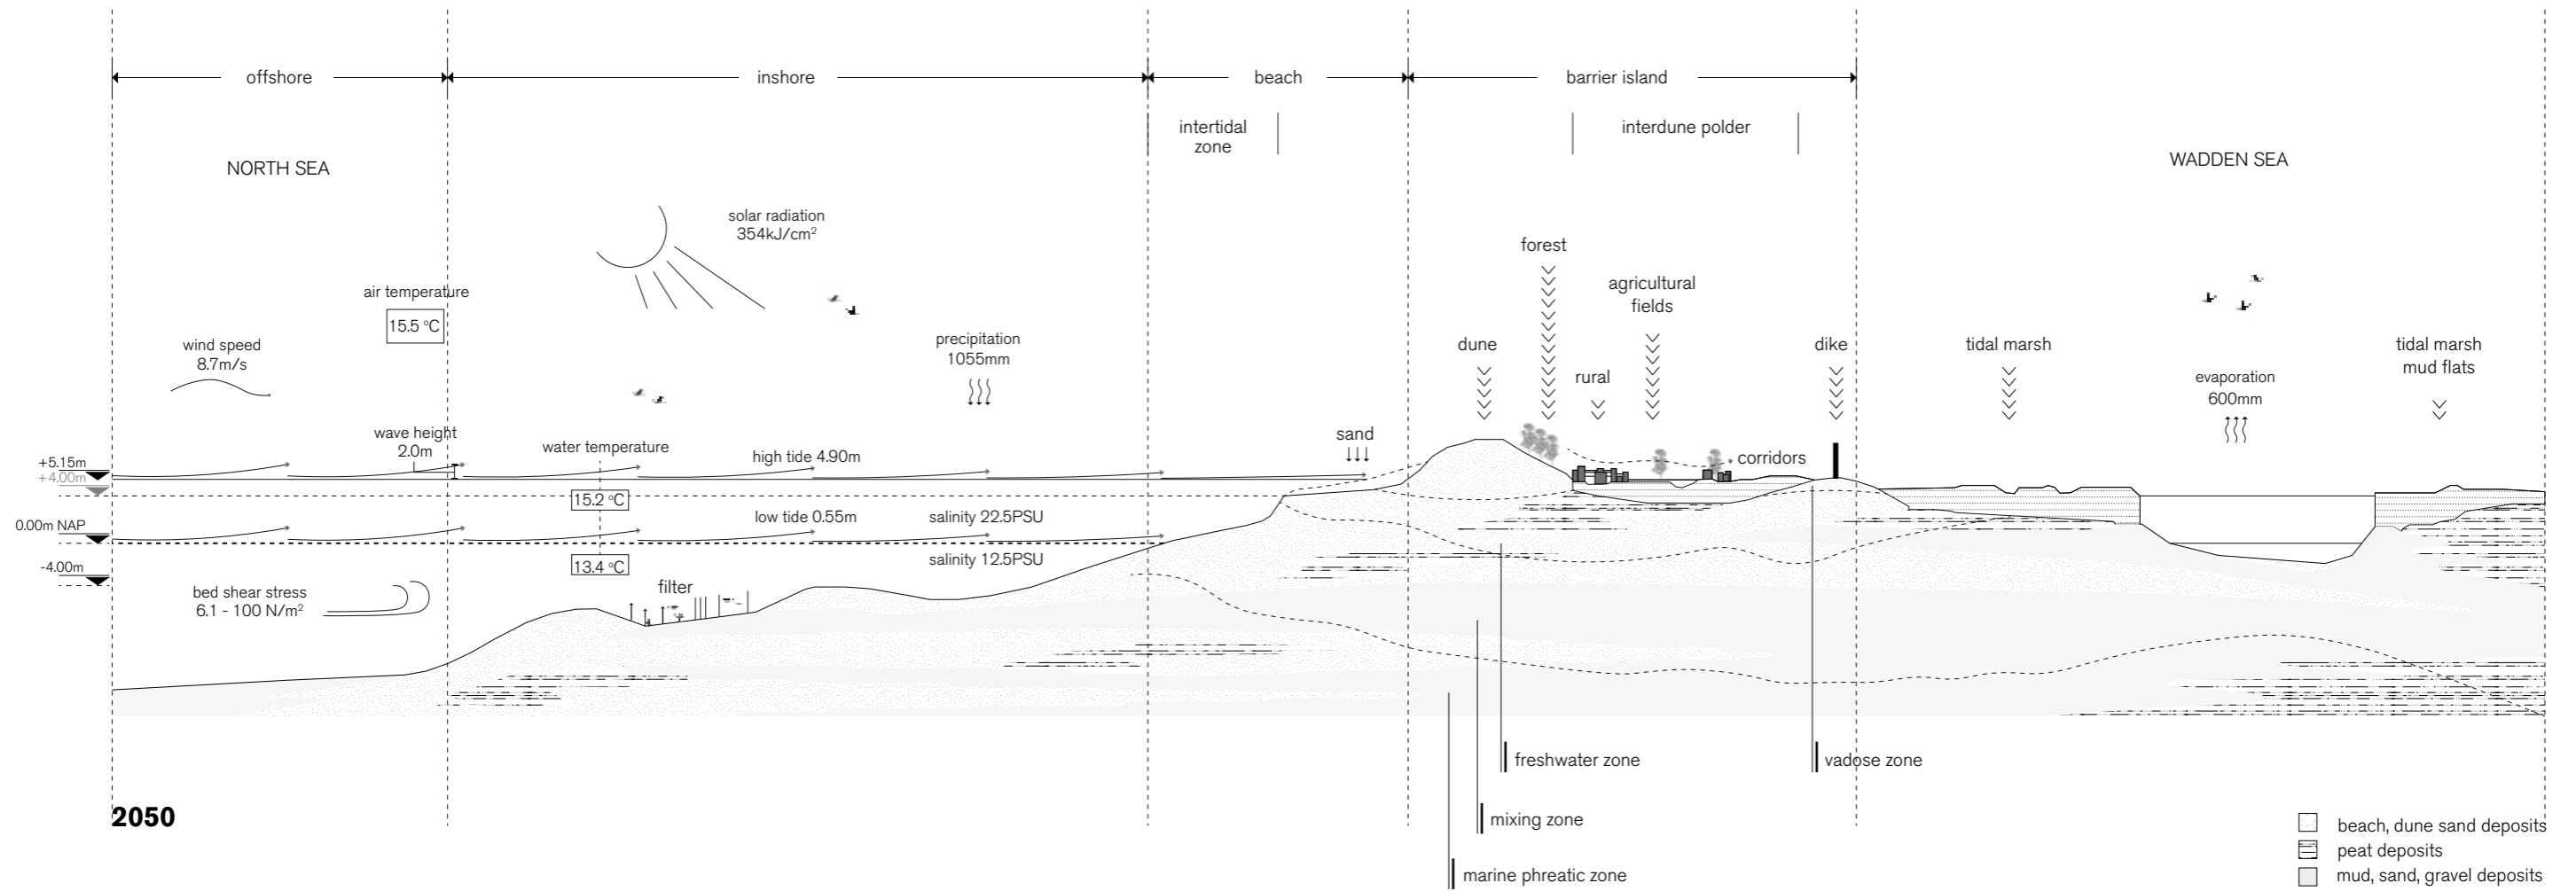 offshore
inshore
beach
barrier island
intertidal
zone
interdune polder
NORTH SEA
WADDEN SEA
solar radiation
354kJ/cm²
forest
agricultural
fields
air temperature
15.5 °C
wind speed
8.7m/s
precipitation
1055mm
dune
rural
dike
tidal marsh
tidal marsh
mud flats
evaporation
600mm
wave height
2.0m
water temperature
high tide 4.90m
sand
corridors
+5.15m
+4.00m
15.2 °C
0.00m NAP
low tide 0.55m
salinity 22.5PSU
salinity 12.5PSU
13.4 °C
-4.00m
bed shear stress
6.1 - 100 N/m²
filter
freshwater zone
vadose zone
mixing zone
marine phreatic zone
2050
beach, dune sand deposits
peat deposits
mud, sand, gravel deposits